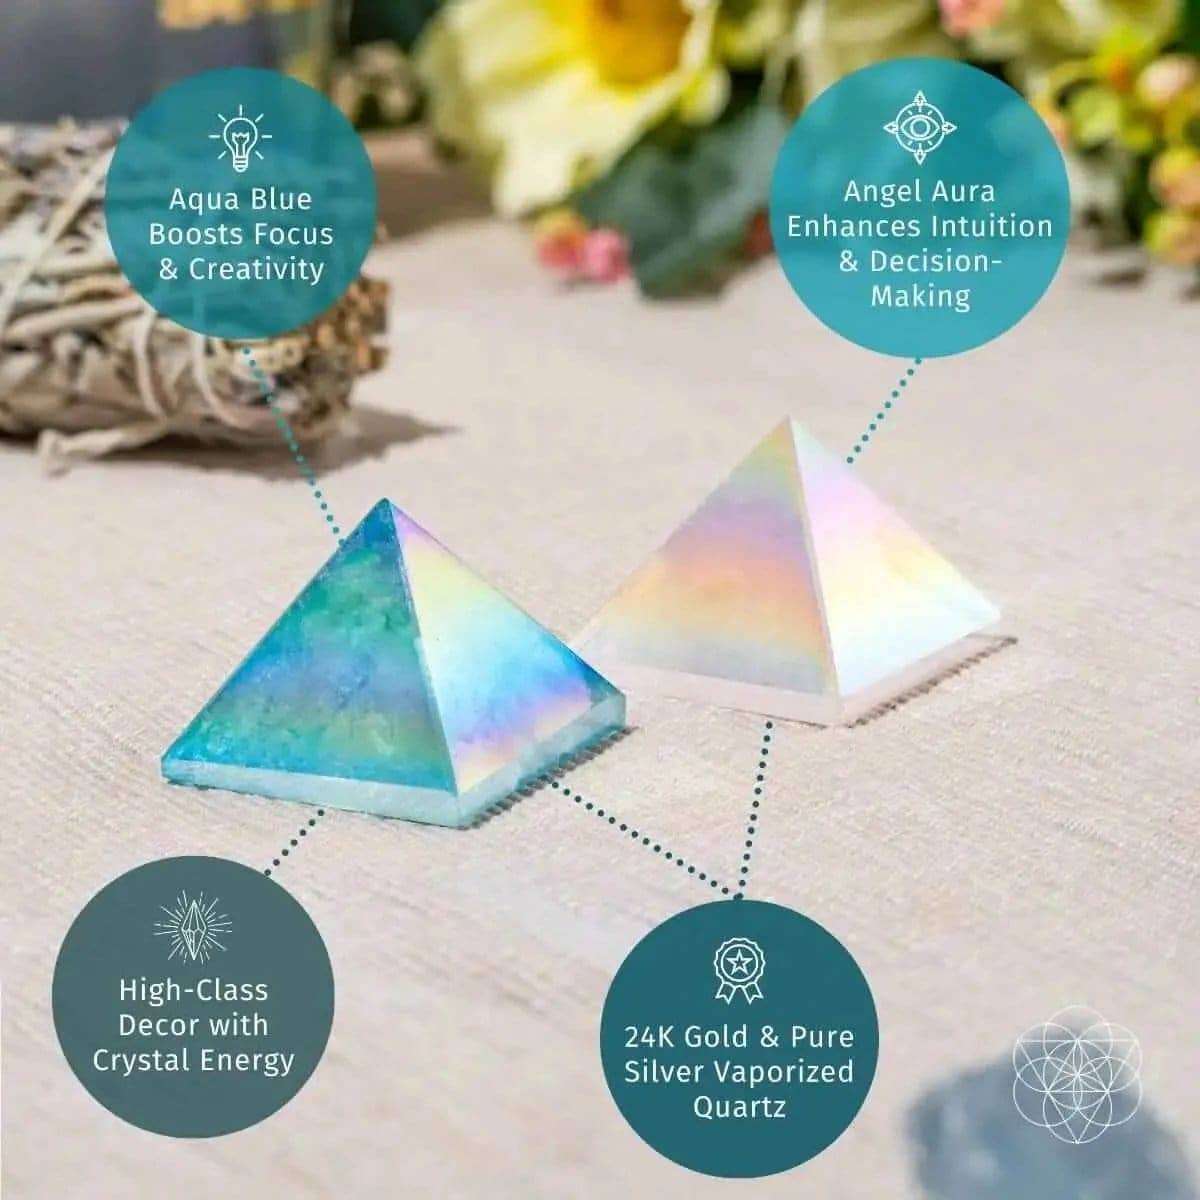 Aqua Blue
Boosts Focus
& Creativity
Angel Aura
Enhances Intuition
& Decision-
Making
High-Class
Decor with
Crystal Energy
24K Gold & Pure
Silver Vaporized
Quartz